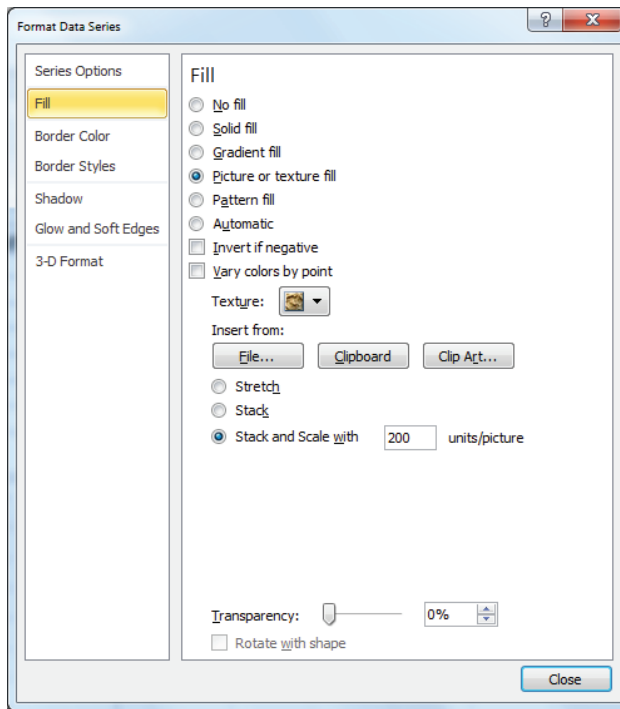 Format Data Series
?
Series Options
Fill
Border Color
Border Styles
Shadow
Glow and Soft Edges
3-D Format
Fill
No fill
Solid fill
Gradient fill
Picture or texture fill
Pattern fill
Automatic
Invert if negative
Vary colors by point
Texture:
Insert from:
File... Clipboard Clip Art...
Stretch
Stack
Stack and Scale with 200 units/picture
Transparency: 0%
Rotate with shape
Close